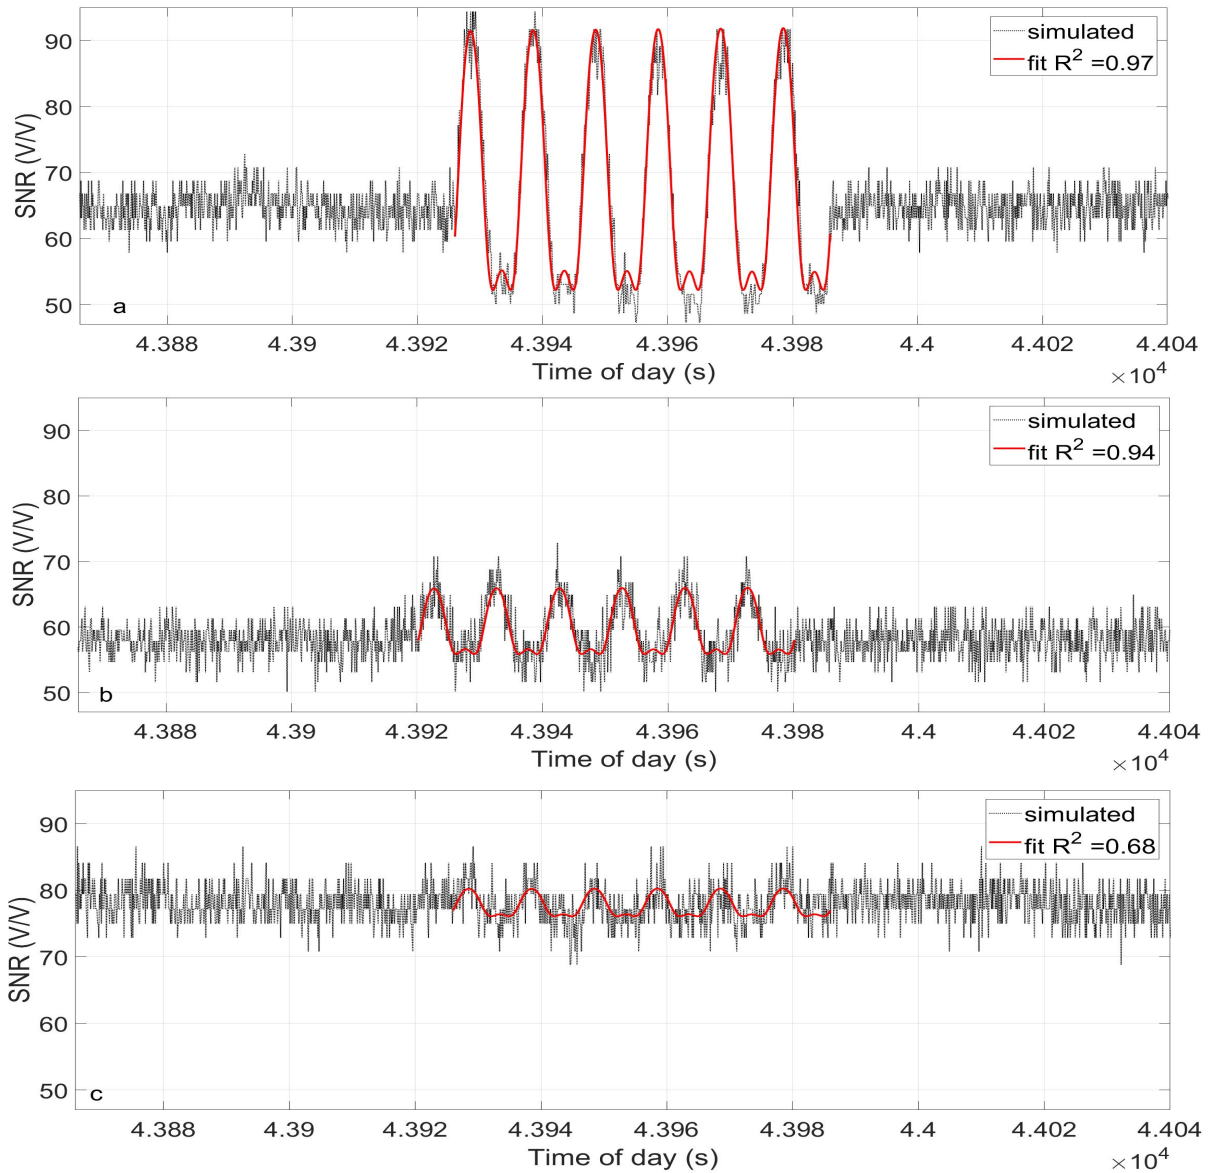 90
80
70
60
50
SNR (V/V)
simulated
fit R² =0.97
a
4.388 4.39 4.392 4.394 4.396 4.398 4.4 4.402 4.404
Time of day (s)
×10⁴
90
80
70
60
50
SNR (V/V)
simulated
fit R² =0.94
b
4.388 4.39 4.392 4.394 4.396 4.398 4.4 4.402 4.404
Time of day (s)
×10⁴
90
80
70
60
50
SNR (V/V)
simulated
fit R² =0.68
c
4.388 4.39 4.392 4.394 4.396 4.398 4.4 4.402 4.404
Time of day (s)
×10⁴